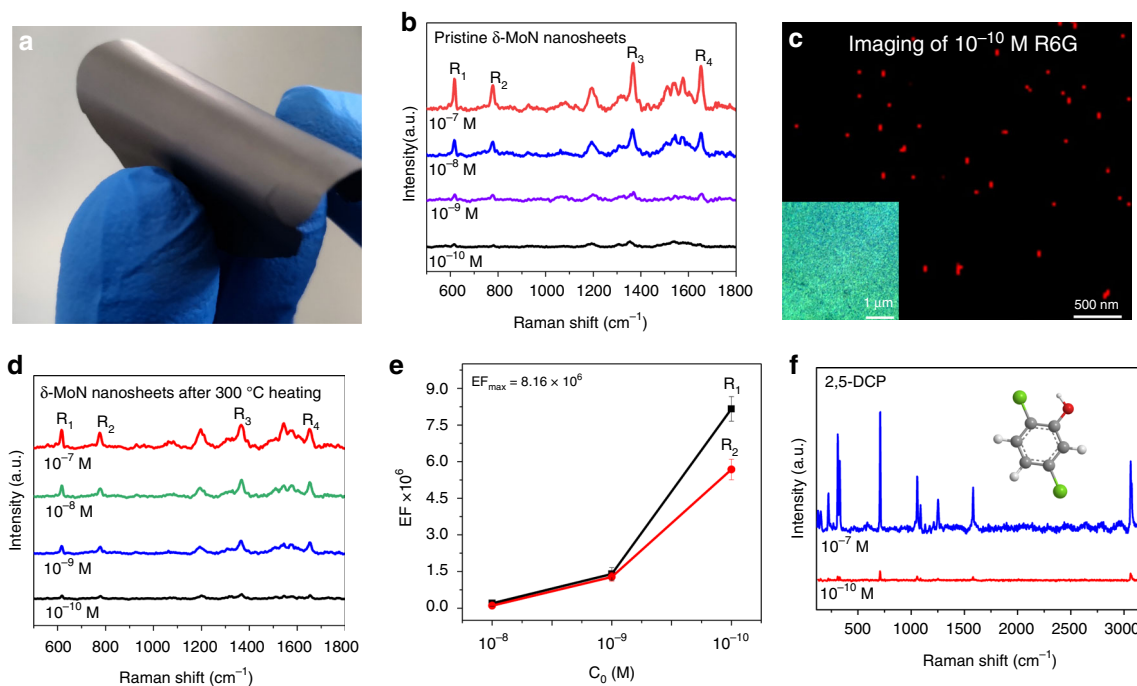 a
b
Pristine δ-MoN nanosheets
R₁
R₂
R₃
R₄
10⁻⁷ M
10⁻⁸ M
10⁻⁹ M
10⁻¹⁰ M
Intensity(a.u.)
600 800 1000 1200 1400 1600 1800
Raman shift (cm⁻¹)
c
Imaging of 10⁻¹⁰ M R6G
1 μm
500 nm
d
δ-MoN nanosheets after 300 °C heating
R₁
R₂
R₃
R₄
10⁻⁷ M
10⁻⁸ M
10⁻⁹ M
10⁻¹⁰ M
Intensity (a.u.)
600 800 1000 1200 1400 1600 1800
Raman shift (cm⁻¹)
e
EFmax = 8.16 × 10⁶
R₁
R₂
EF ×10⁶
9.0
7.5
6.0
4.5
3.0
1.5
0.0
10⁻⁸ 10⁻⁹ 10⁻¹⁰
C₀ (M)
f
2,5-DCP
10⁻⁷ M
10⁻¹⁰ M
Intensity (a.u.)
500 1000 1500 2000 2500 3000
Raman shift (cm⁻¹)